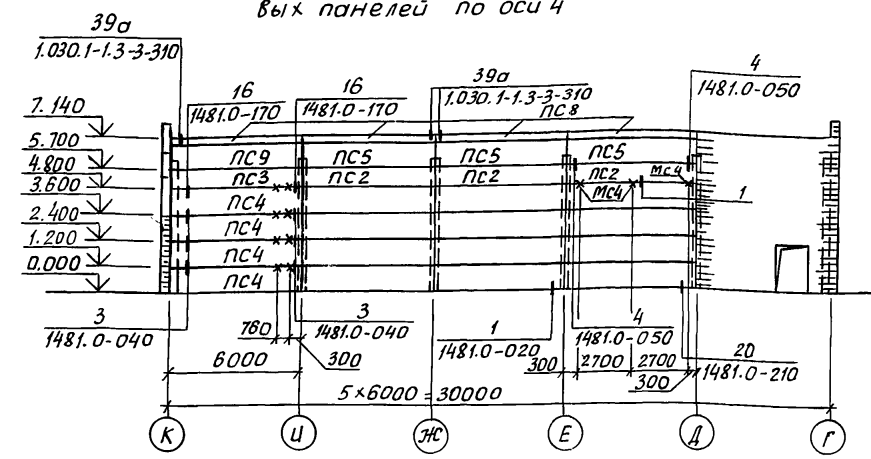 вых панелей по оси 4
39а
1.030.1-1.3-3-310
16
1481.0-170
16
1481.0-170
39а
1.030.1-1.3-3-310
4
1481.0-050
ПС8
7.140
5.700
4.800
3.600
2.400
1.200
0.000
ПС9 ПС5 ПС5 ПС5
ПС3 ПС2 ПС2 ПС2 МС4
МС4
1
ПС4
ПС4
ПС4
ПС4
3
1481.0-040
760
300
3
1481.0-040
1
1481.0-020
4
1481.0-050
20
1481.0-210
6000
300 2700 2700
300
5×6000=30000
К И Ж Е Д Г